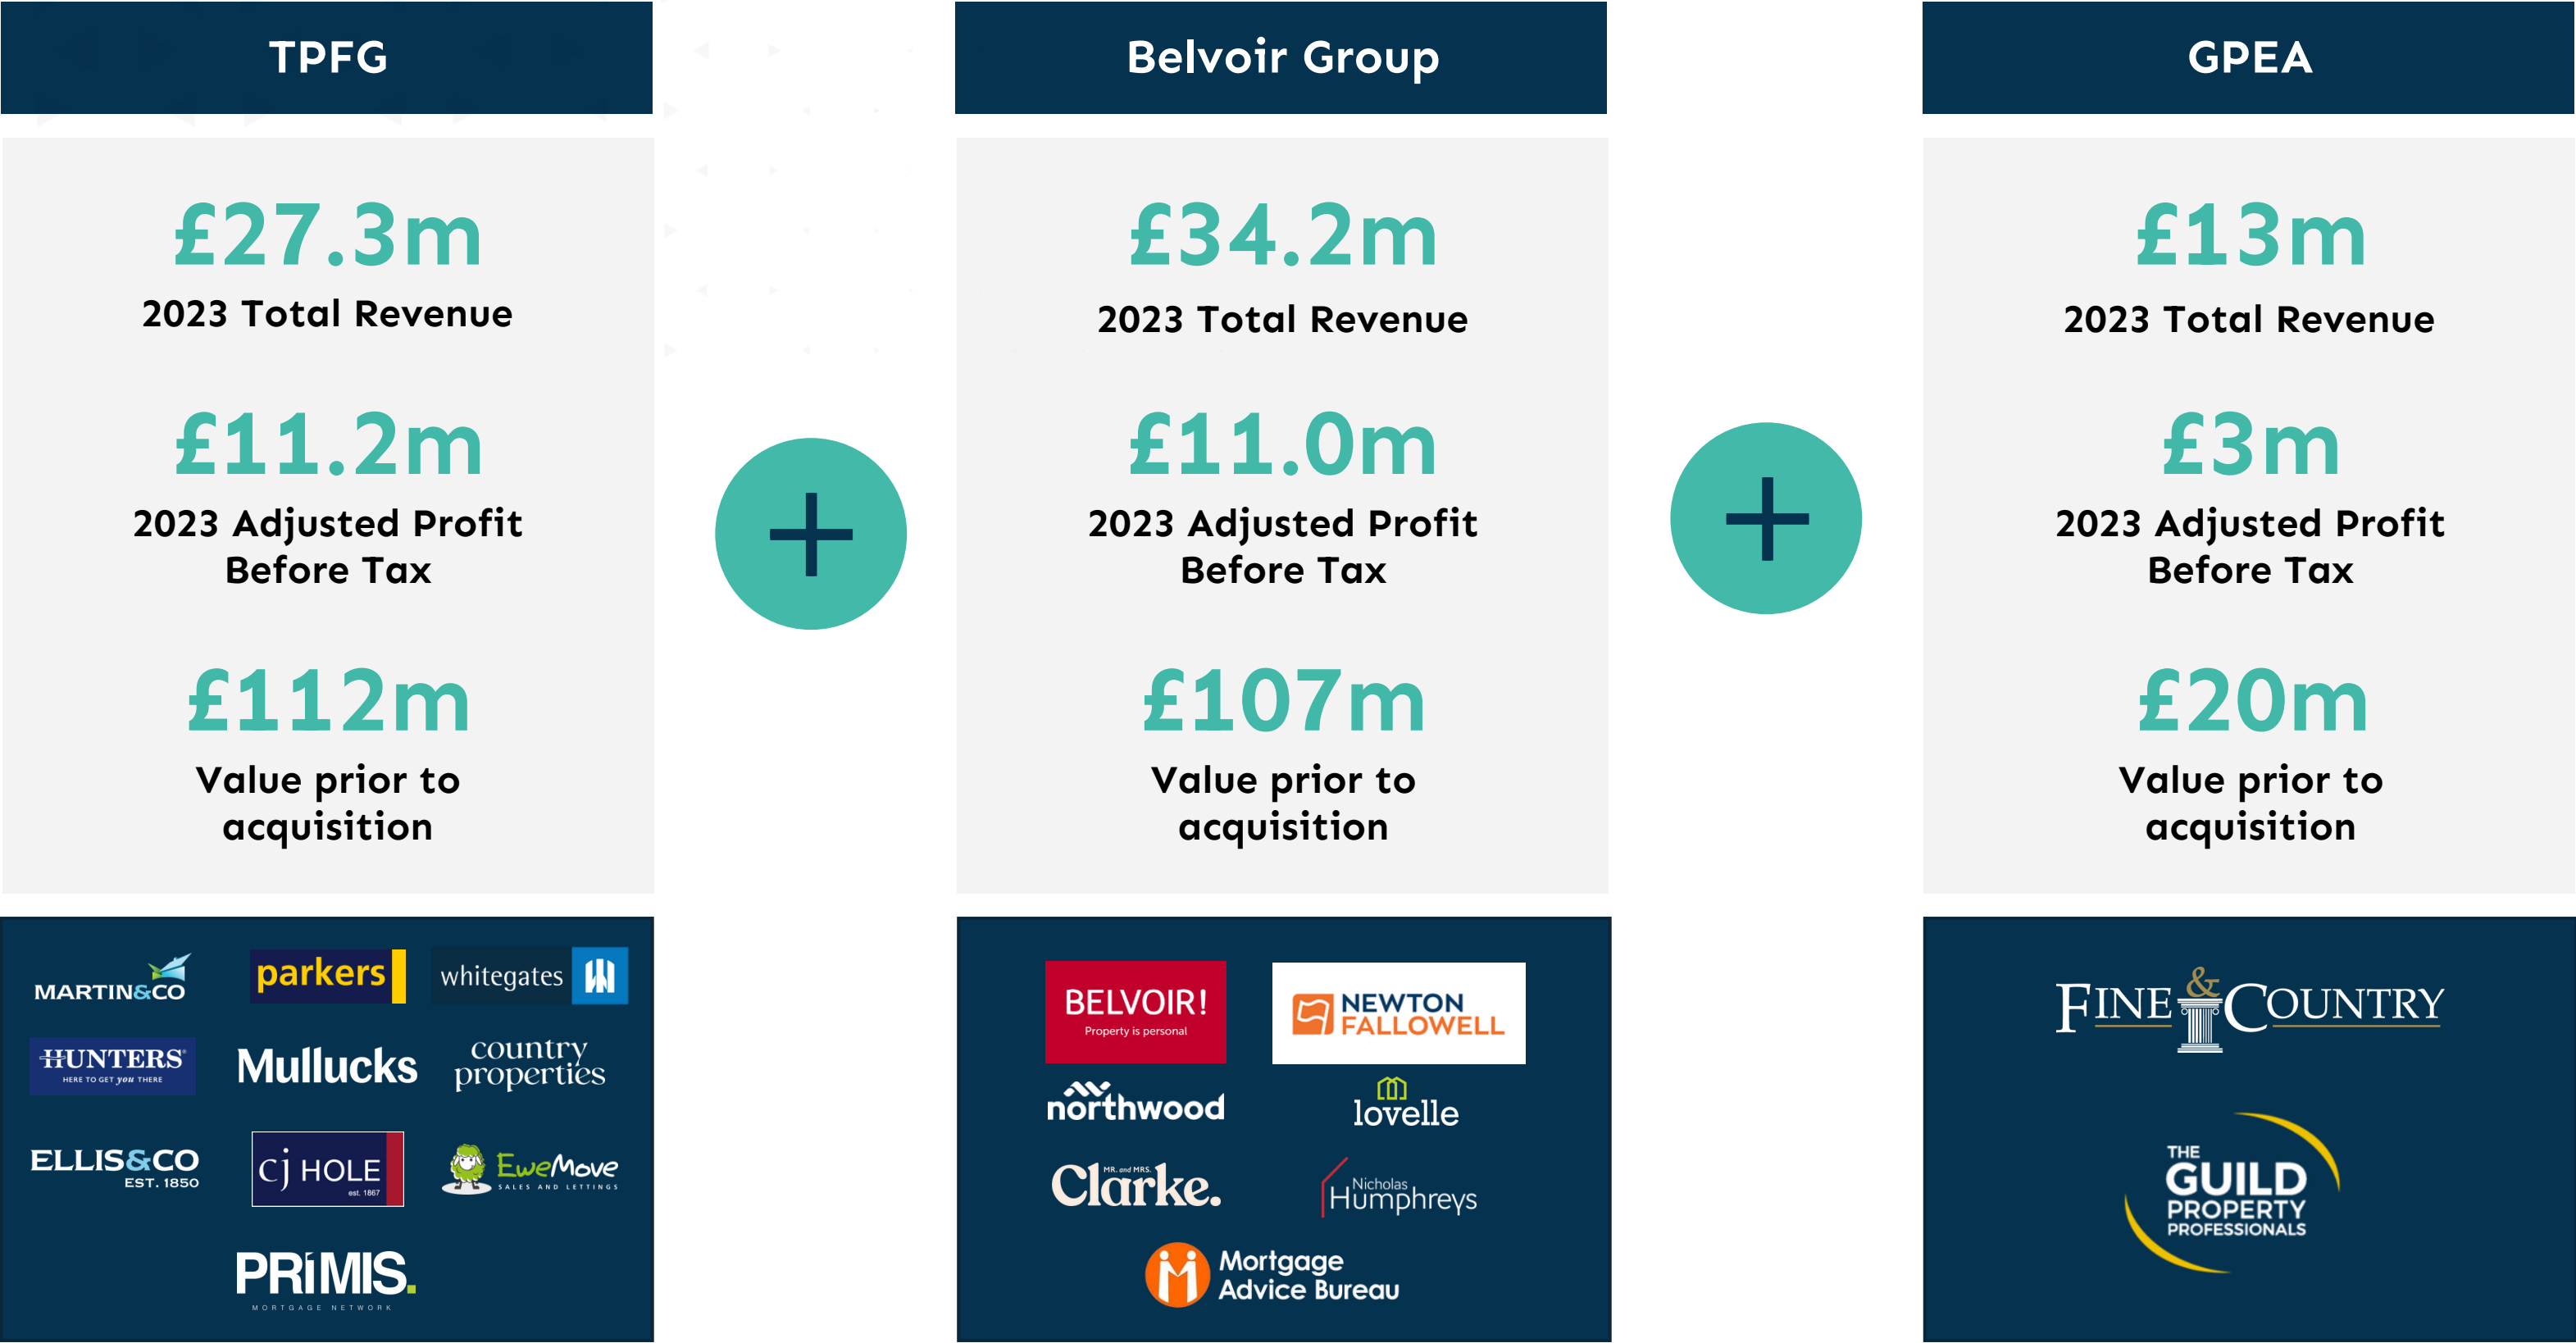 TPFG
£27.3m
2023 Total Revenue
£11.2m
2023 Adjusted Profit
Before Tax
£112m
Value prior to
acquisition
MARTIN&CO
parkers
whitegates
HUNTERS
HERE TO GET you THERE
Mullucks
country
properties
ELLIS&CO
EST. 1850
cj HOLE
est. 1867
EweMove
SALES AND LETTINGS
PRIMIS.
MORTGAGE NETWORK
+
Belvoir Group
£34.2m
2023 Total Revenue
£11.0m
2023 Adjusted Profit
Before Tax
£107m
Value prior to
acquisition
BELVOIR!
Property is personal
NEWTON
FALLOWELL
northwood
lovelle
MR. and MRS.
Clarke.
Nicholas
Humphreys
Mortgage
Advice Bureau
+
GPEA
£13m
2023 Total Revenue
£3m
2023 Adjusted Profit
Before Tax
£20m
Value prior to
acquisition
FINE & COUNTRY
THE
GUILD
PROPERTY
PROFESSIONALS